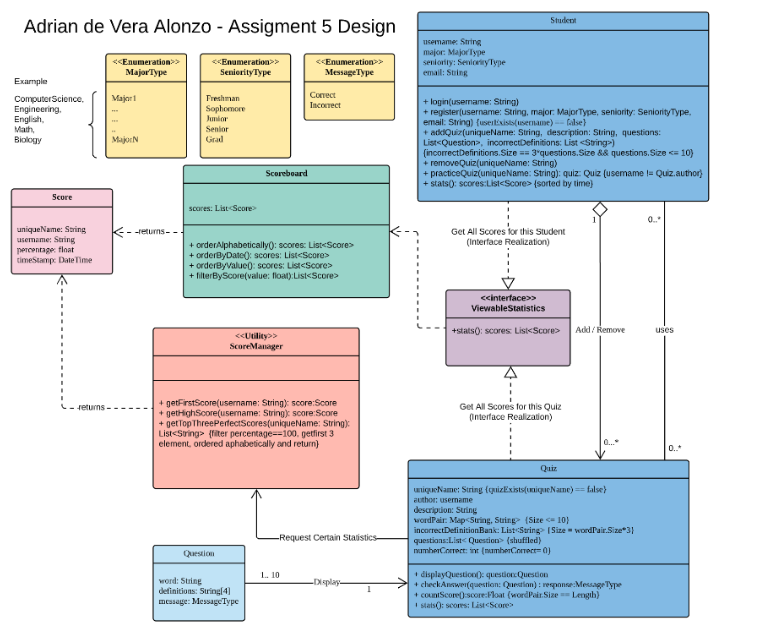 Adrian de Vera Alonzo - Assigment 5 Design
<<Enumeration>>
MajorType
Major1
...
...
..
MajorN
<<Enumeration>>
SeniorityType
Freshman
Sophomore
Junior
Senior
Grad
<<Enumeration>>
MessageType
Correct
Incorrect
Example
ComputerScience,
Engineering,
English,
Math,
Biology
Student
username: String
major: MajorType
seniority: SeniorityType
email: String
+ login(username: String)
+ register(username: String, major: MajorType, seniority: SeniorityType,
email: String) {userExists(username) == false}
+ addQuiz(uniqueName: String, description: String, questions:
List<Question>, incorrectDefinitions: List <String>)
{incorrectDefinitions.Size == 3*questions.Size && questions.Size <= 10}
+ removeQuiz(uniqueName: String)
+ practiceQuiz(uniqueName: String): quiz: Quiz {username != Quiz.author}
+ stats(): scores:List<Score> {sorted by time}
Score
uniqueName: String
username: String
percentage: float
timeStamp: DateTime
returns
Scoreboard
scores: List<Score>
+ orderAlphabetically(): scores: List<Score>
+ orderByDate(): scores: List<Score>
+ orderByValue(): scores: List<Score>
+ filterByScore(value: float):List<Score>
Get All Scores for this Student
(Interface Realization)
1
0..*
<<interface>>
ViewableStatistics
+stats(): scores: List<Score>
Add / Remove
uses
<<Utility>>
ScoreManager
+ getFirstScore(username: String): score:Score
+ getHighScore(username: String): score:Score
+ getTopThreePerfectScores(uniqueName: String):
List<String> {filter percentage==100, getfirst 3
element, ordered aphabetically and return}
returns
Get All Scores for this Quiz
(Interface Realization)
0...*
0..*
Quiz
uniqueName: String {quizExists(uniqueName) == false}
author: username
description: String
wordPair: Map<String, String> {Size <= 10}
incorrectDefinitionBank: List<String> {Size = wordPair.Size*3}
questions:List< Question> {shuffled}
numberCorrect: int {numberCorrect= 0}
+ displayQuestion(): question:Question
+ checkAnswer(question: Question) : response:MessageType
+ countScore():score:Float {wordPair.Size == Length}
+ stats(): scores: List<Score>
Request Certain Statistics
Question
word: String
definitions: String[4]
message: MessageType
1.. 10
Display
1